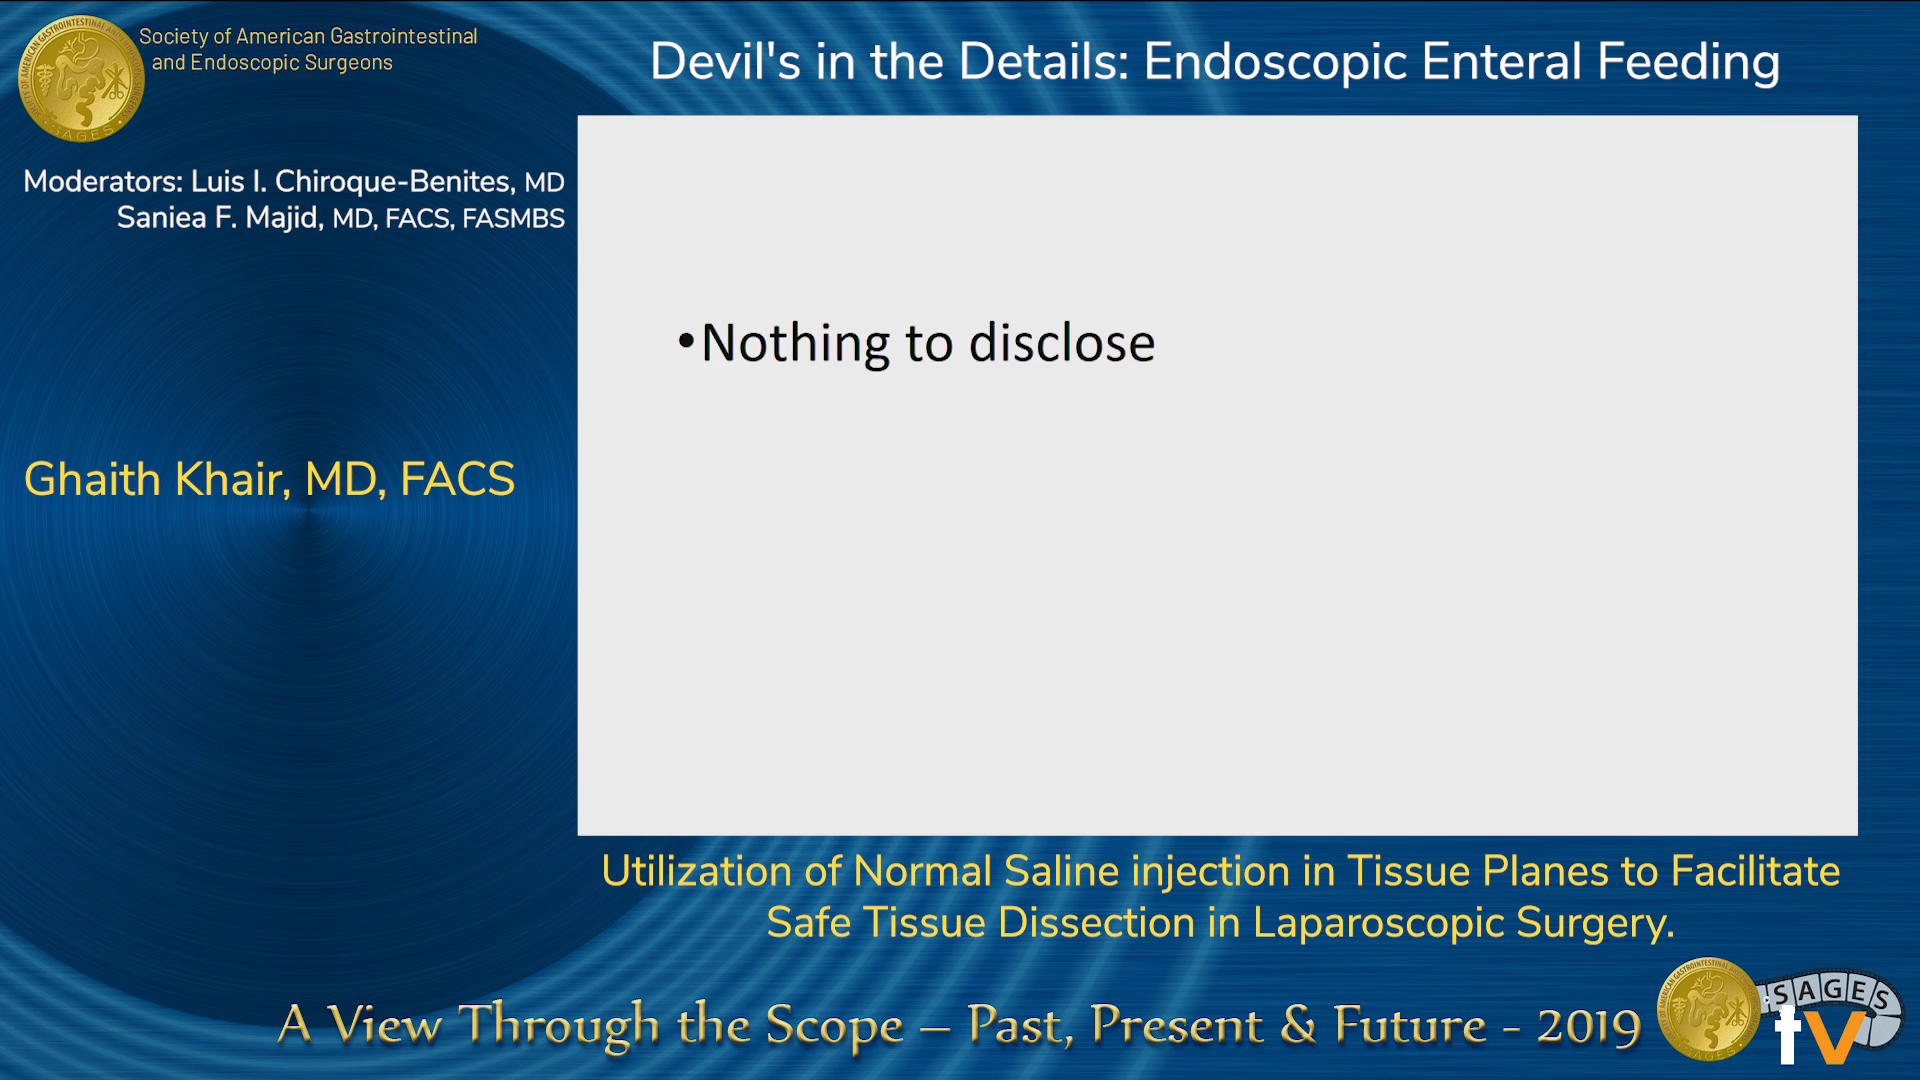 Society of American Gastrointestinal
and Endoscopic Surgeons
Devil's in the Details: Endoscopic Enteral Feeding
Moderators: Luis I. Chiroque-Benites, MD
Saniea F. Majid, MD, FACS, FASMBS
•Nothing to disclose
Ghaith Khair, MD, FACS
Utilization of Normal Saline injection in Tissue Planes to Facilitate
Safe Tissue Dissection in Laparoscopic Surgery.
A View Through the Scope – Past, Present & Future - 2019
SAGES
tv
SAGES